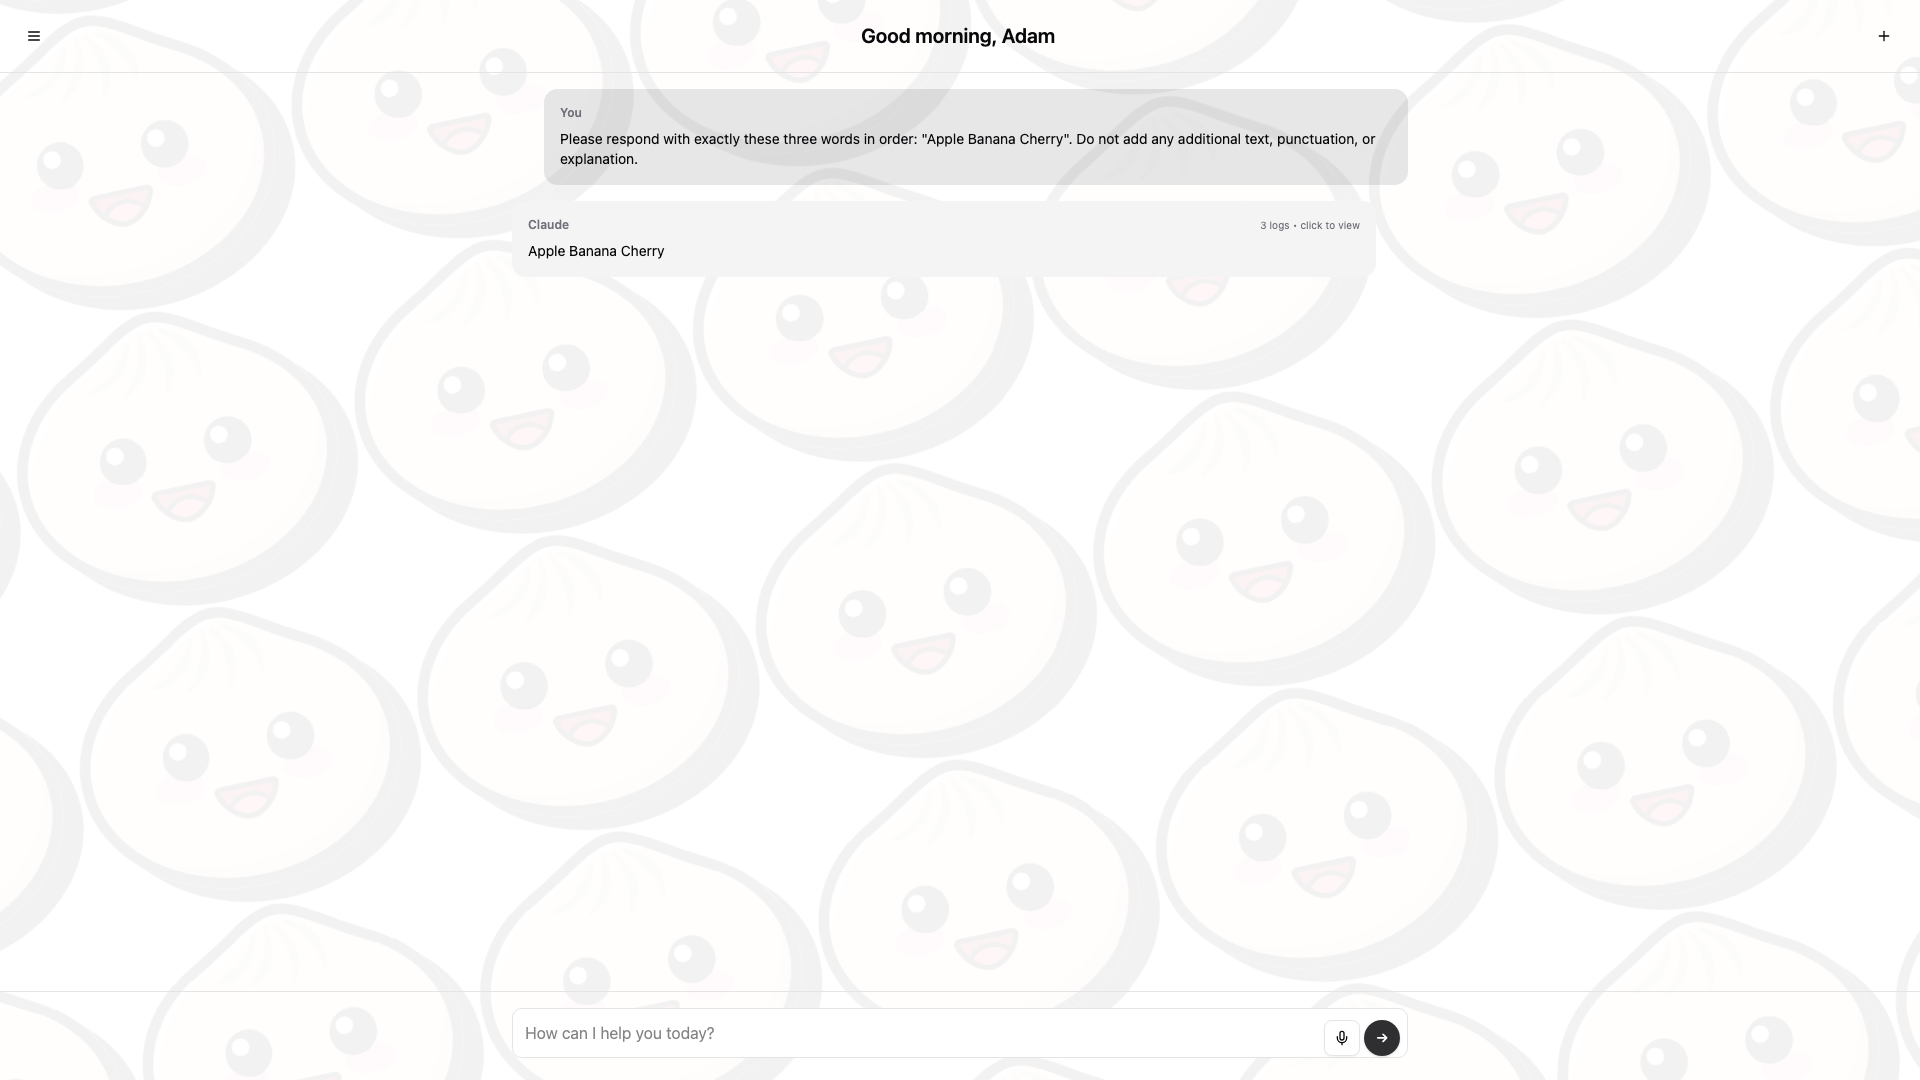 Good morning, Adam
You
Please respond with exactly these three words in order: "Apple Banana Cherry". Do not add any additional text, punctuation, or
explanation.
Claude
3 logs • click to view
Apple Banana Cherry
How can I help you today?